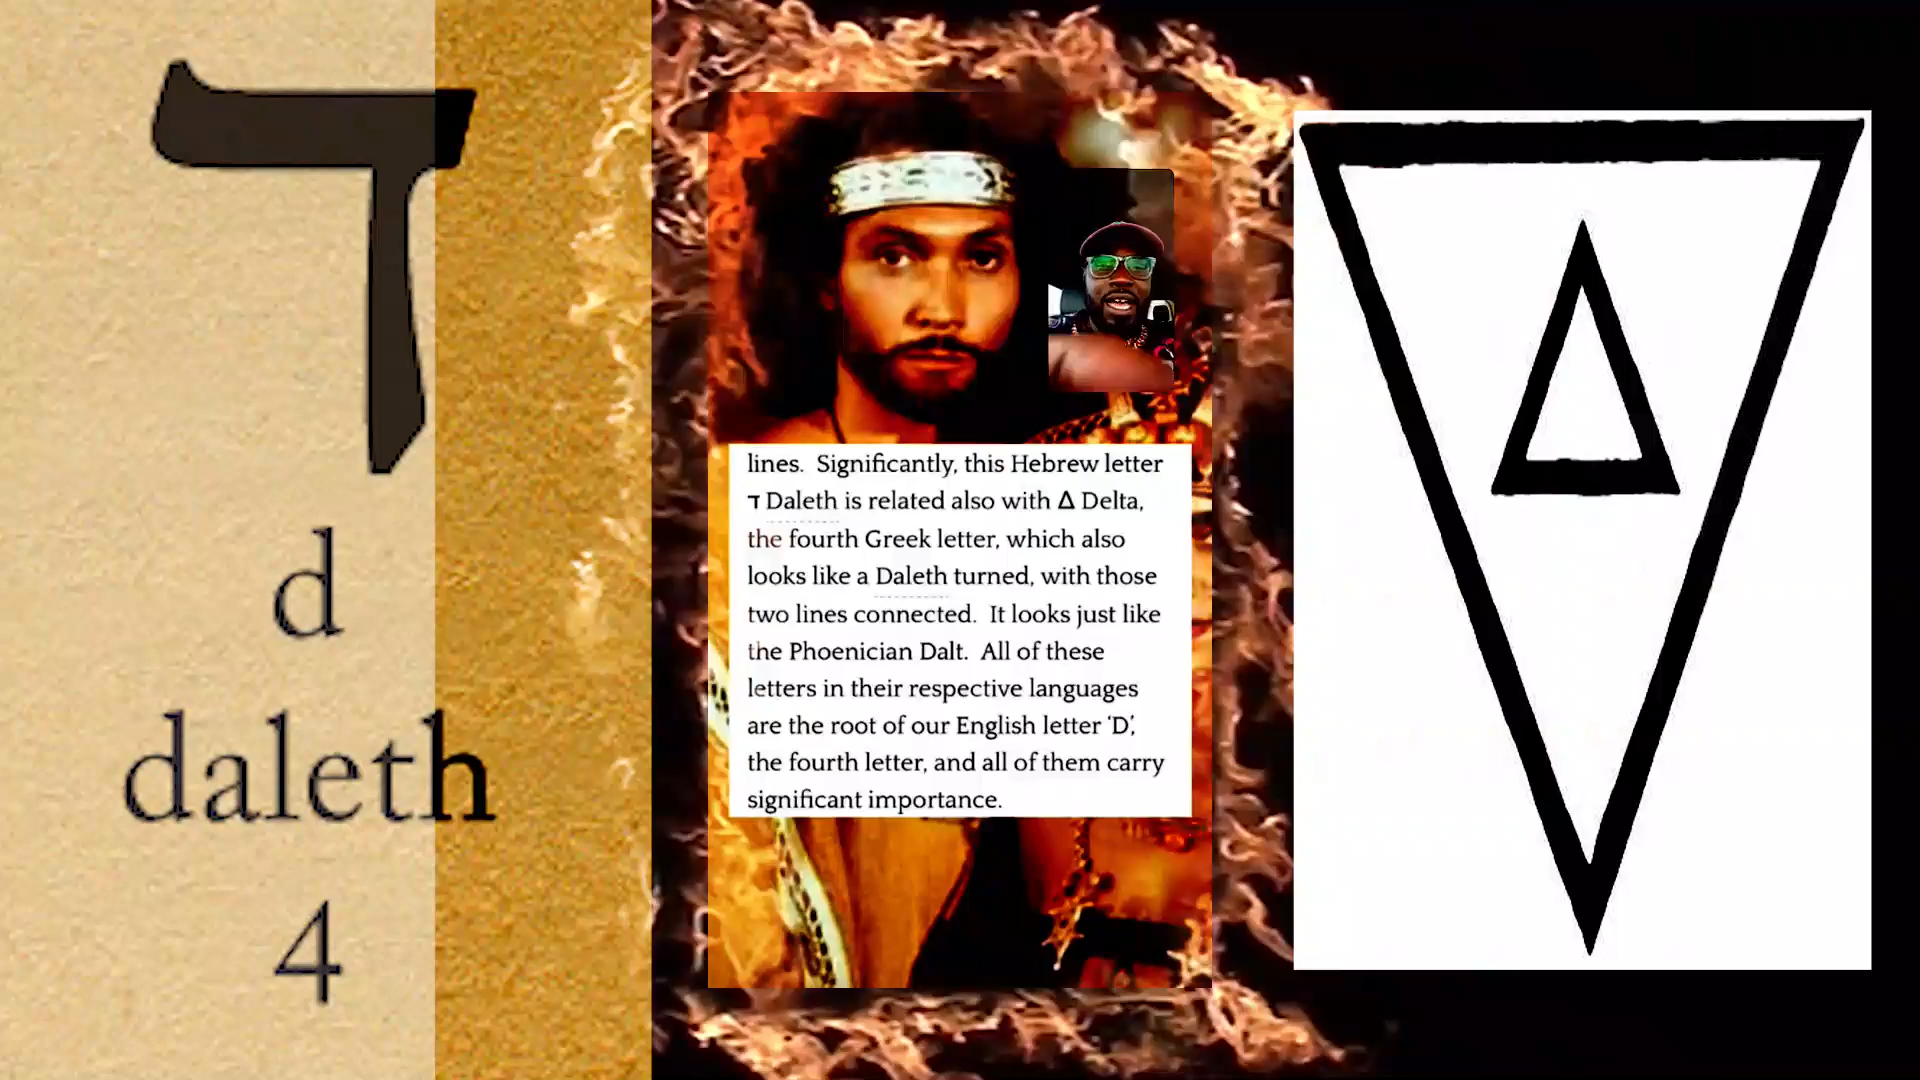 ד
d
daleth
4
lines. Significantly, this Hebrew letter
ד Daleth is related also with Δ Delta,
the fourth Greek letter, which also
looks like a Daleth turned, with those
two lines connected. It looks just like
the Phoenician Dalt. All of these
letters in their respective languages
are the root of our English letter ‘D’,
the fourth letter, and all of them carry
significant importance.